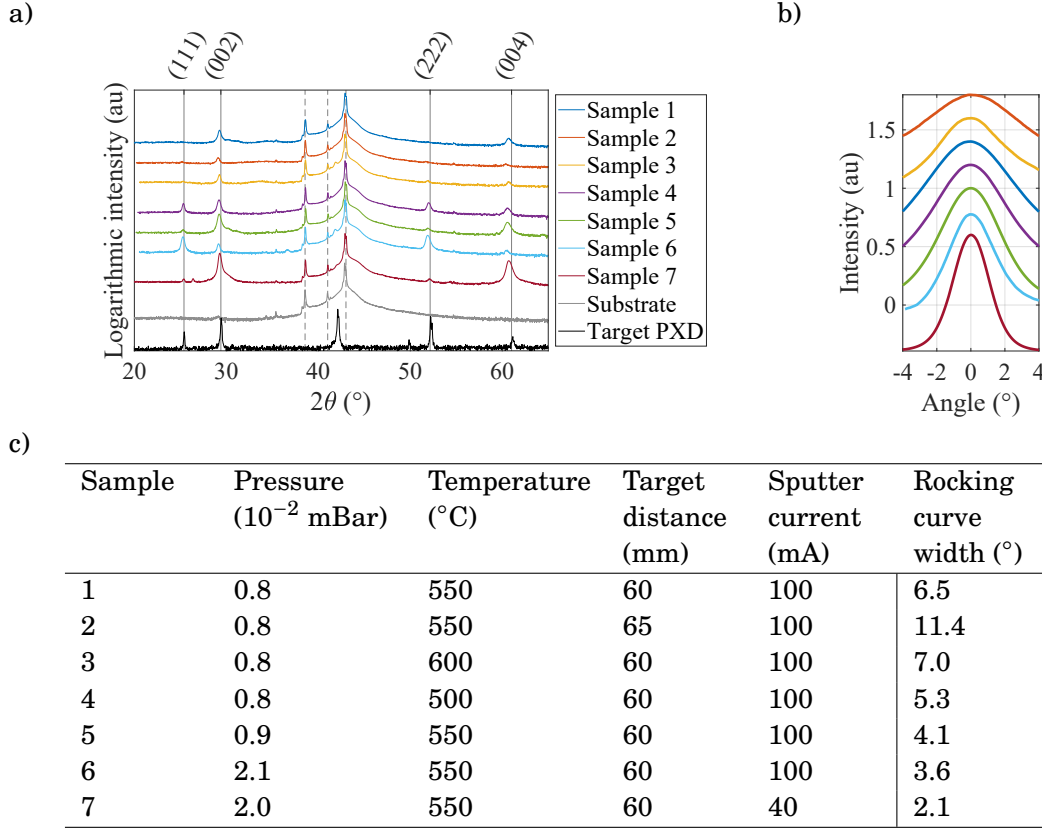 a)
b)
(111)
(002)
(222)
(004)
Logarithmic intensity (au)
Sample 1
Sample 2
Sample 3
Sample 4
Sample 5
Sample 6
Sample 7
Substrate
Target PXD
20 30 40 50 60
2θ (°)
Intensity (au)
1.5
1
0.5
0
-4 -2 0 2 4
Angle (°)
c)
Sample Pressure Temperature Target Sputter Rocking
(10⁻² mBar) (°C) distance current curve
(mm) (mA) width (°)
1 0.8 550 60 100 6.5
2 0.8 550 65 100 11.4
3 0.8 600 60 100 7.0
4 0.8 500 60 100 5.3
5 0.9 550 60 100 4.1
6 2.1 550 60 100 3.6
7 2.0 550 60 40 2.1